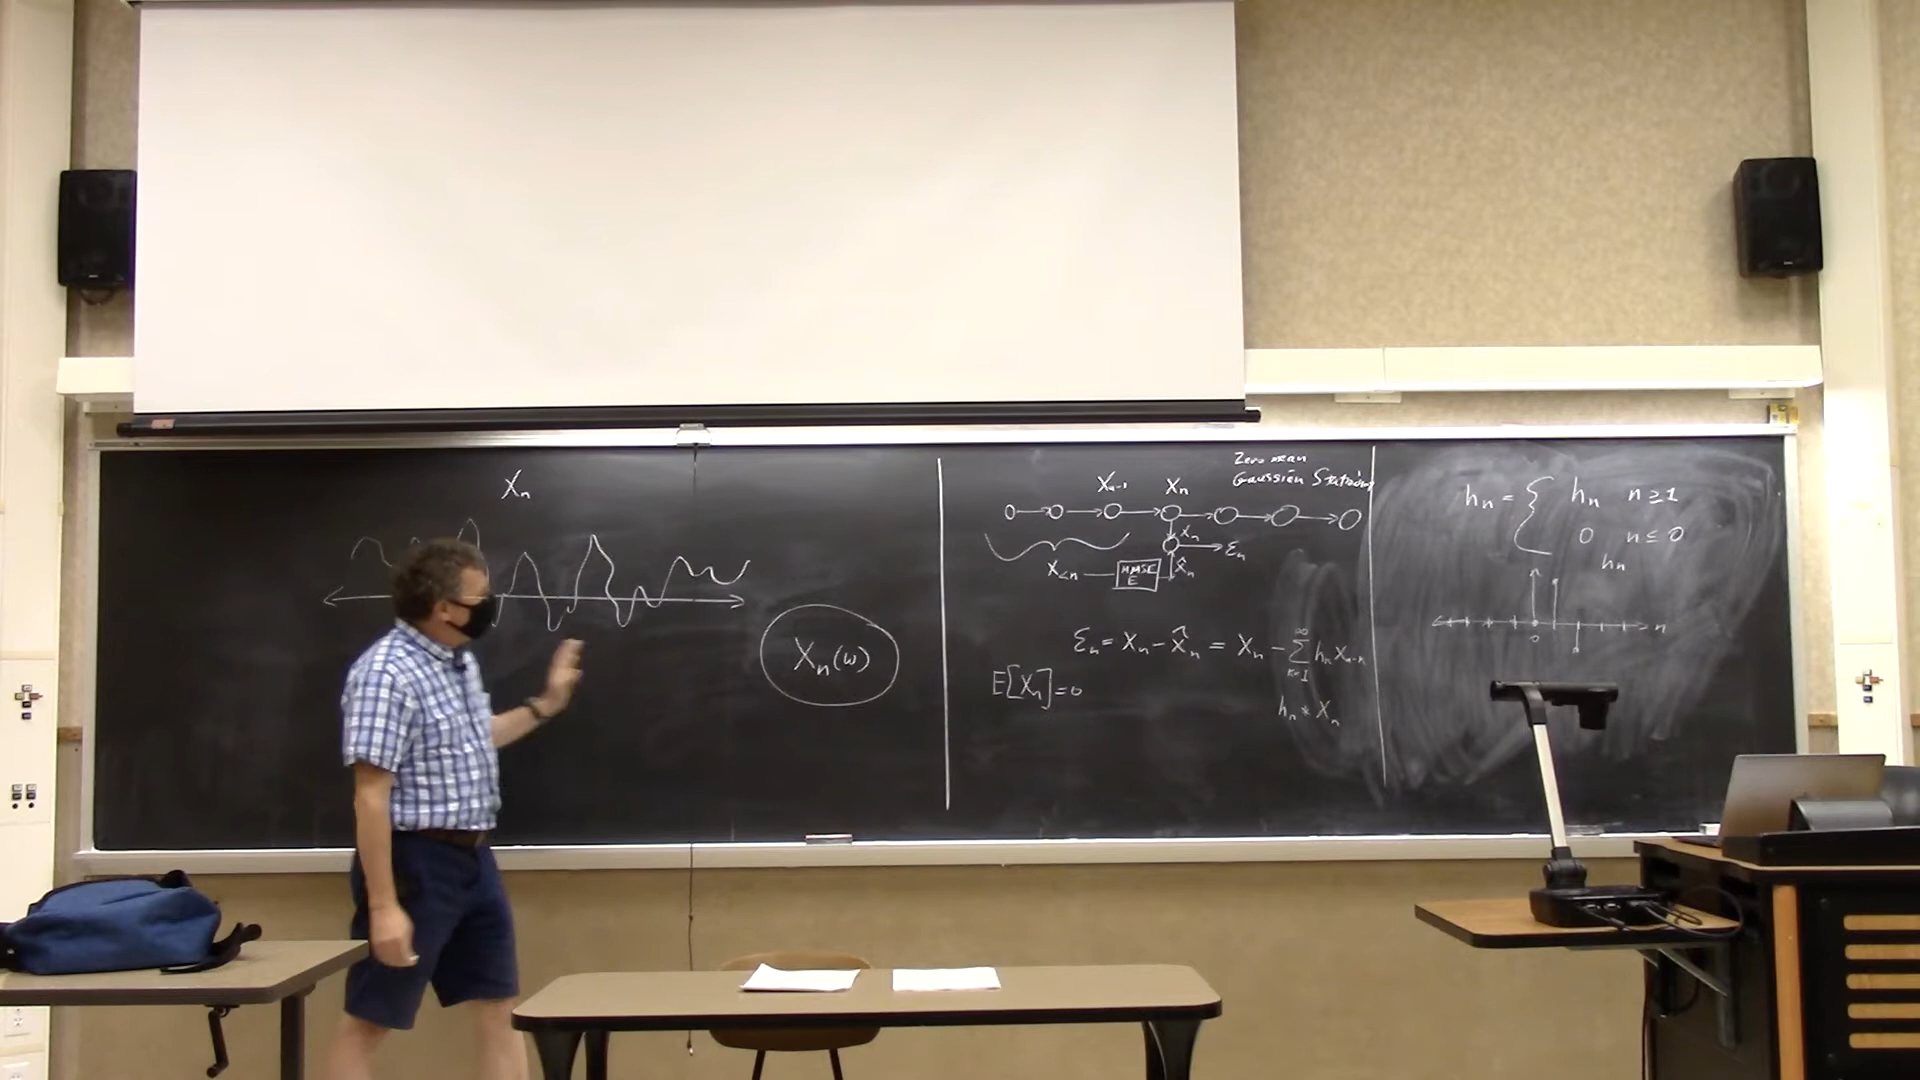 Xₙ
Xₙ(ω)
Zero mean
Gaussian Stationary
Xₙ₋₁ Xₙ
Xₙ
εₙ
X<ₙ MMSE X̂ₙ
E
εₙ = Xₙ - X̂ₙ = Xₙ - ∑ₖ₌₁^∞ hₖ Xₙ₋ₖ
E[Xₙ] = 0
hₙ * Xₙ
hₙ = { hₙ n ≥ 1
0 n ≤ 0
hₙ
n
0